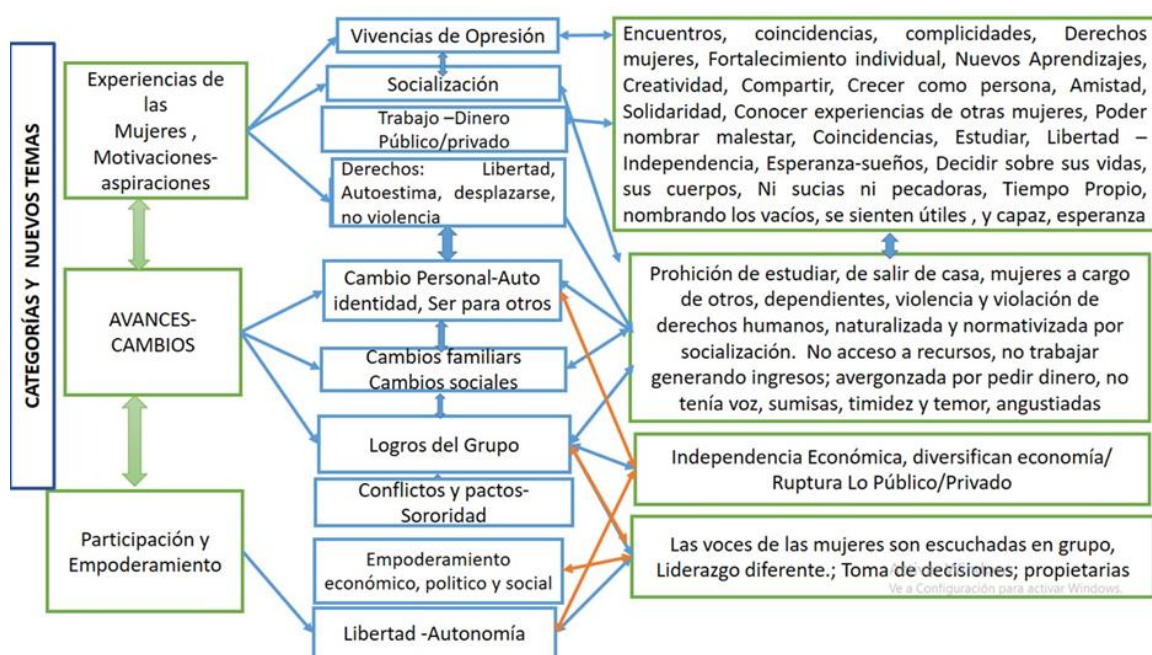 CATEGORÍAS Y NUEVOS TEMAS
Experiencias de
las
Mujeres ,
Motivaciones-
aspiraciones
AVANCES-
CAMBIOS
Participación y
Empoderamiento
Vivencias de Opresión
Socialización
Trabajo –Dinero
Público/privado
Derechos: Libertad,
Autoestima, desplazarse,
no violencia
Cambio Personal-Auto
identidad, Ser para otros
Cambios familiars
Cambios sociales
Logros del Grupo
Conflictos y pactos-
Sororidad
Empoderamiento
económico, politico y social
Libertad -Autonomía
Encuentros, coincidencias, complicidades, Derechos
mujeres, Fortalecimiento individual, Nuevos Aprendizajes,
Creatividad, Compartir, Crecer como persona, Amistad,
Solidaridad, Conocer experiencias de otras mujeres, Poder
nombrar malestar, Coincidencias, Estudiar, Libertad –
Independencia, Esperanza-sueños, Decidir sobre sus vidas,
sus cuerpos, Ni sucias ni pecadoras, Tiempo Propio,
nombrando los vacíos, se sienten útiles , y capaz, esperanza
Prohición de estudiar, de salir de casa, mujeres a cargo
de otros, dependientes, violencia y violación de
derechos humanos, naturalizada y normativizada por
socialización. No acceso a recursos, no trabajar
generando ingresos; avergonzada por pedir dinero, no
tenía voz, sumisas, timidez y temor, angustiadas
Independencia Económica, diversifican economía/
Ruptura Lo Público/Privado
Las voces de las mujeres son escuchadas en grupo,
Liderazgo diferente.; Toma de decisiones; propietarias
Ve a Configuración para activar Windows.